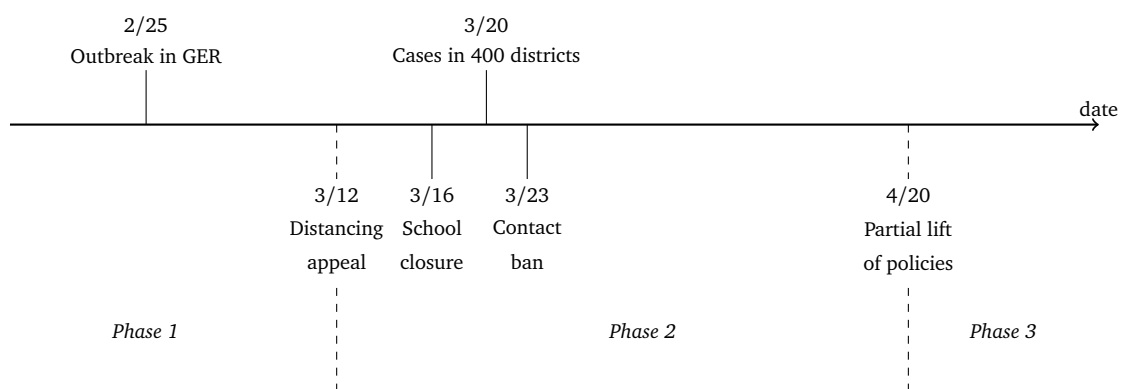 2/25
Outbreak in GER
3/20
Cases in 400 districts
date
3/12
Distancing
appeal
3/16
School
closure
3/23
Contact
ban
4/20
Partial lift
of policies
Phase 1
Phase 2
Phase 3